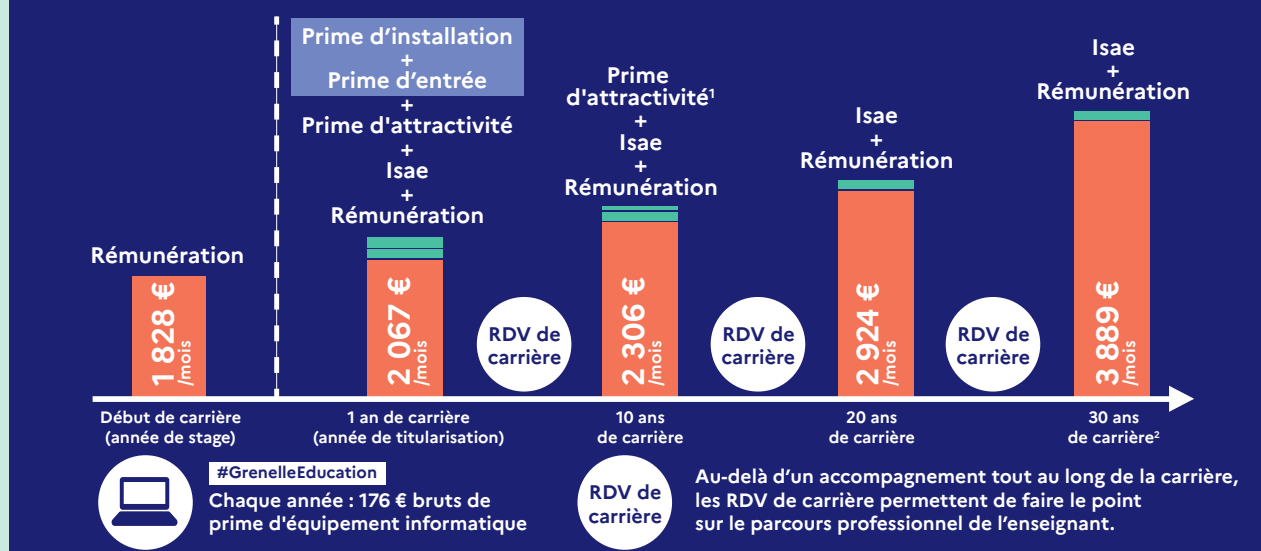 Rémunération
1 828 €
/mois
Début de carrière
(année de stage)
Prime d'installation
+
Prime d'entrée
+
Prime d'attractivité
+
Isae
+
Rémunération
2 067 €
/mois
1 an de carrière
(année de titularisation)
RDV de
carrière
Prime
d'attractivité¹
+
Isae
+
Rémunération
2 306 €
/mois
10 ans
de carrière
RDV de
carrière
Isae
+
Rémunération
2 924 €
/mois
20 ans
de carrière
RDV de
carrière
Isae
+
Rémunération
3 889 €
/mois
30 ans
de carrière²
#GrenelleEducation
Chaque année : 176 € bruts de
prime d'équipement informatique
RDV de
carrière
Au-delà d'un accompagnement tout au long de la carrière,
les RDV de carrière permettent de faire le point
sur le parcours professionnel de l'enseignant.